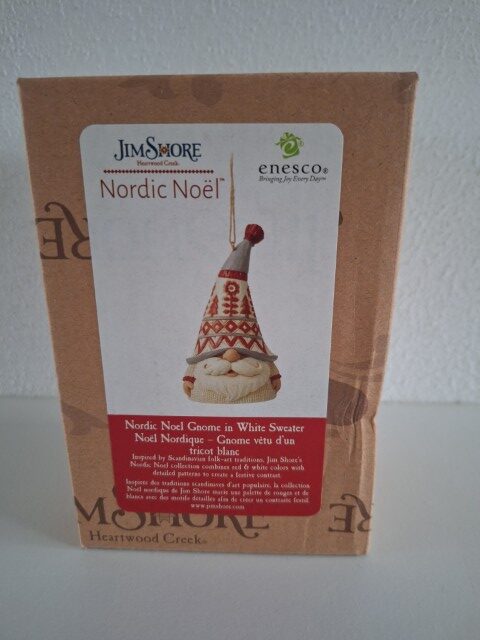 JIM SHORE
Heartwood Creek®
enesco®
Bringing Joy Every Day™
Nordic Noël™
Nordic Noel Gnome in White Sweater
Noël Nordique - Gnome vêtu d'un
tricot blanc
Inspired by Scandinavian folk-art traditions, Jim Shore's
Nordic Noel collection combines red & white colors with
detailed patterns to create a festive contrast.
Inspirée des traditions scandinaves d'art populaire, la collection
Noël nordique de Jim Shore marie une palette de rouges et de
blancs avec des motifs détaillés afin de créer un contraste festif.
www.jimshore.com
M SHORE
Heartwood Creek®